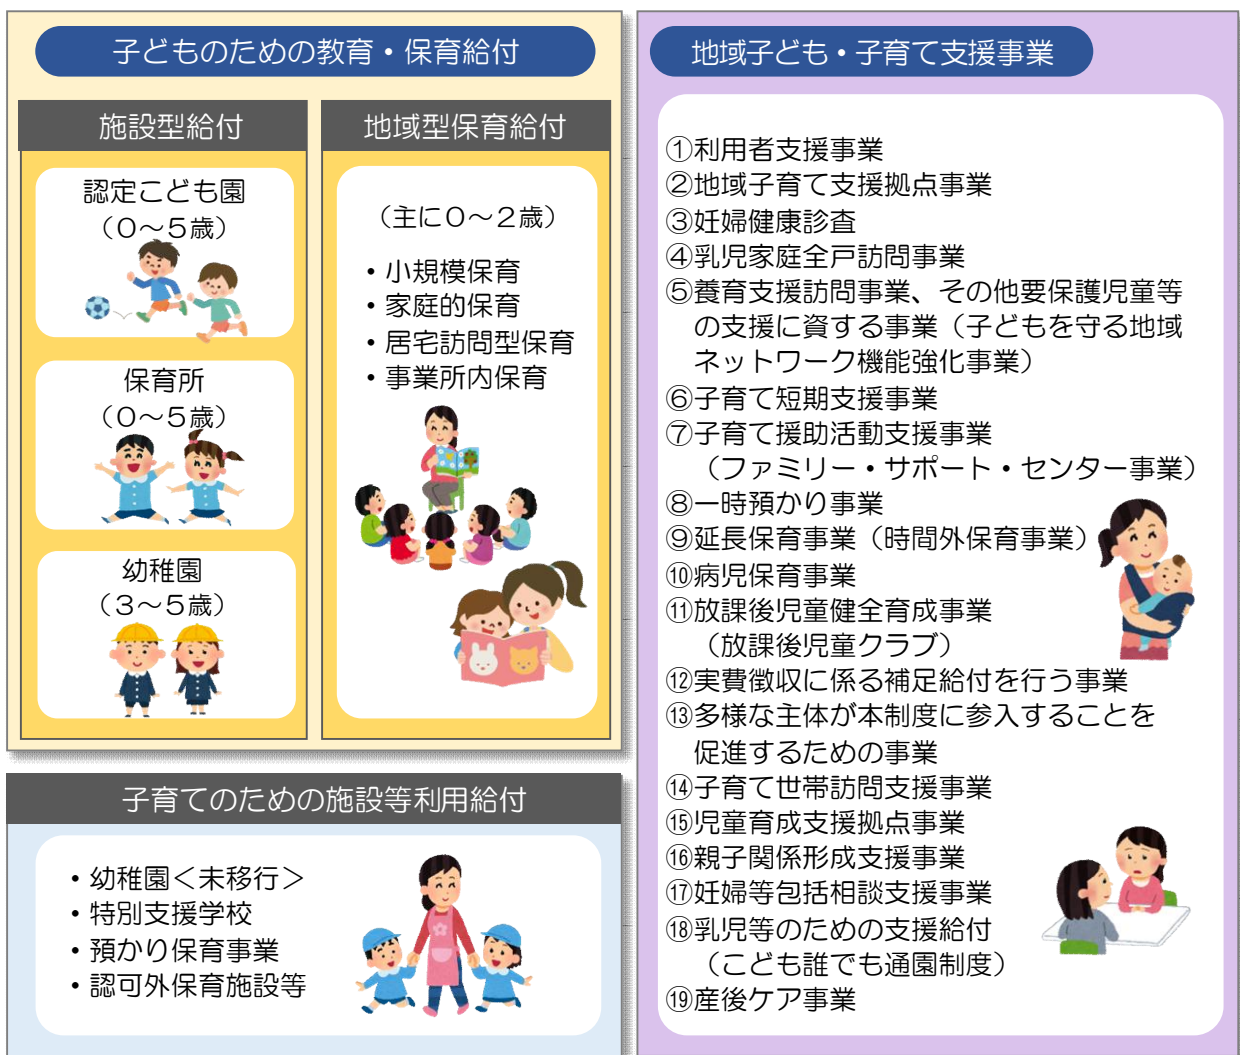 子どものための教育・保育給付
施設型給付
認定こども園
（０～５歳）
保育所
（０～５歳）
幼稚園
（３～５歳）
地域型保育給付
（主に０～２歳）
・小規模保育
・家庭的保育
・居宅訪問型保育
・事業所内保育
子育てのための施設等利用給付
・幼稚園＜未移行＞
・特別支援学校
・預かり保育事業
・認可外保育施設等
地域子ども・子育て支援事業
①利用者支援事業
②地域子育て支援拠点事業
③妊婦健康診査
④乳児家庭全戸訪問事業
⑤養育支援訪問事業、その他要保護児童等
の支援に資する事業（子どもを守る地域
ネットワーク機能強化事業）
⑥子育て短期支援事業
⑦子育て援助活動支援事業
（ファミリー・サポート・センター事業）
⑧一時預かり事業
⑨延長保育事業（時間外保育事業）
⑩病児保育事業
⑪放課後児童健全育成事業
（放課後児童クラブ）
⑫実費徴収に係る補足給付を行う事業
⑬多様な主体が本制度に参入することを
促進するための事業
⑭子育て世帯訪問支援事業
⑮児童育成支援拠点事業
⑯親子関係形成支援事業
⑰妊婦等包括相談支援事業
⑱乳児等のための支援給付
（こども誰でも通園制度）
⑲産後ケア事業